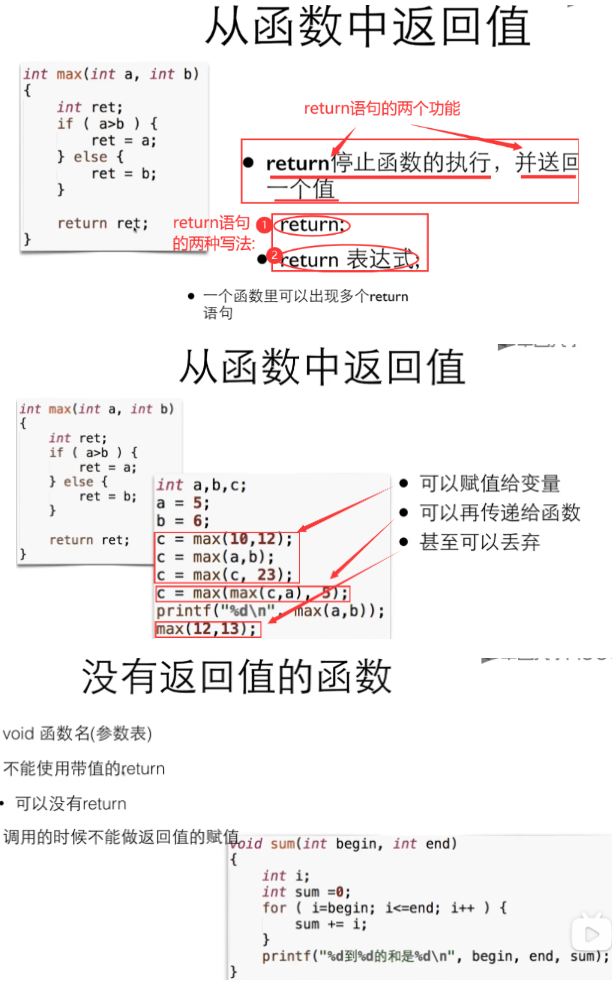 从函数中返回值
int max(int a, int b)
{
    int ret;
    if ( a>b ) {
        ret = a;
    } else {
        ret = b;
    }
    return ret;
}
return语句的两个功能
● return停止函数的执行，并送回
一个值
return语句
的两种写法:
1 return;
● 2 return 表达式;
● 一个函数里可以出现多个return
语句
从函数中返回值
int max(int a, int b)
{
    int ret;
    if ( a>b ) {
        ret = a;
    } else {
        ret = b;
    }
    return ret;
}
int a,b,c;
a = 5;
b = 6;
c = max(10,12);
c = max(a,b);
c = max(c, 23);
c = max(max(c,a), 5);
printf("%d\n", max(a,b));
max(12,13);
● 可以赋值给变量
● 可以再传递给函数
● 甚至可以丢弃
没有返回值的函数
void 函数名(参数表)
不能使用带值的return
• 可以没有return
调用的时候不能做返回值的赋值
void sum(int begin, int end)
{
    int i;
    int sum =0;
    for ( i=begin; i<=end; i++ ) {
        sum += i;
    }
    printf("%d到%d的和是%d\n", begin, end, sum);
}